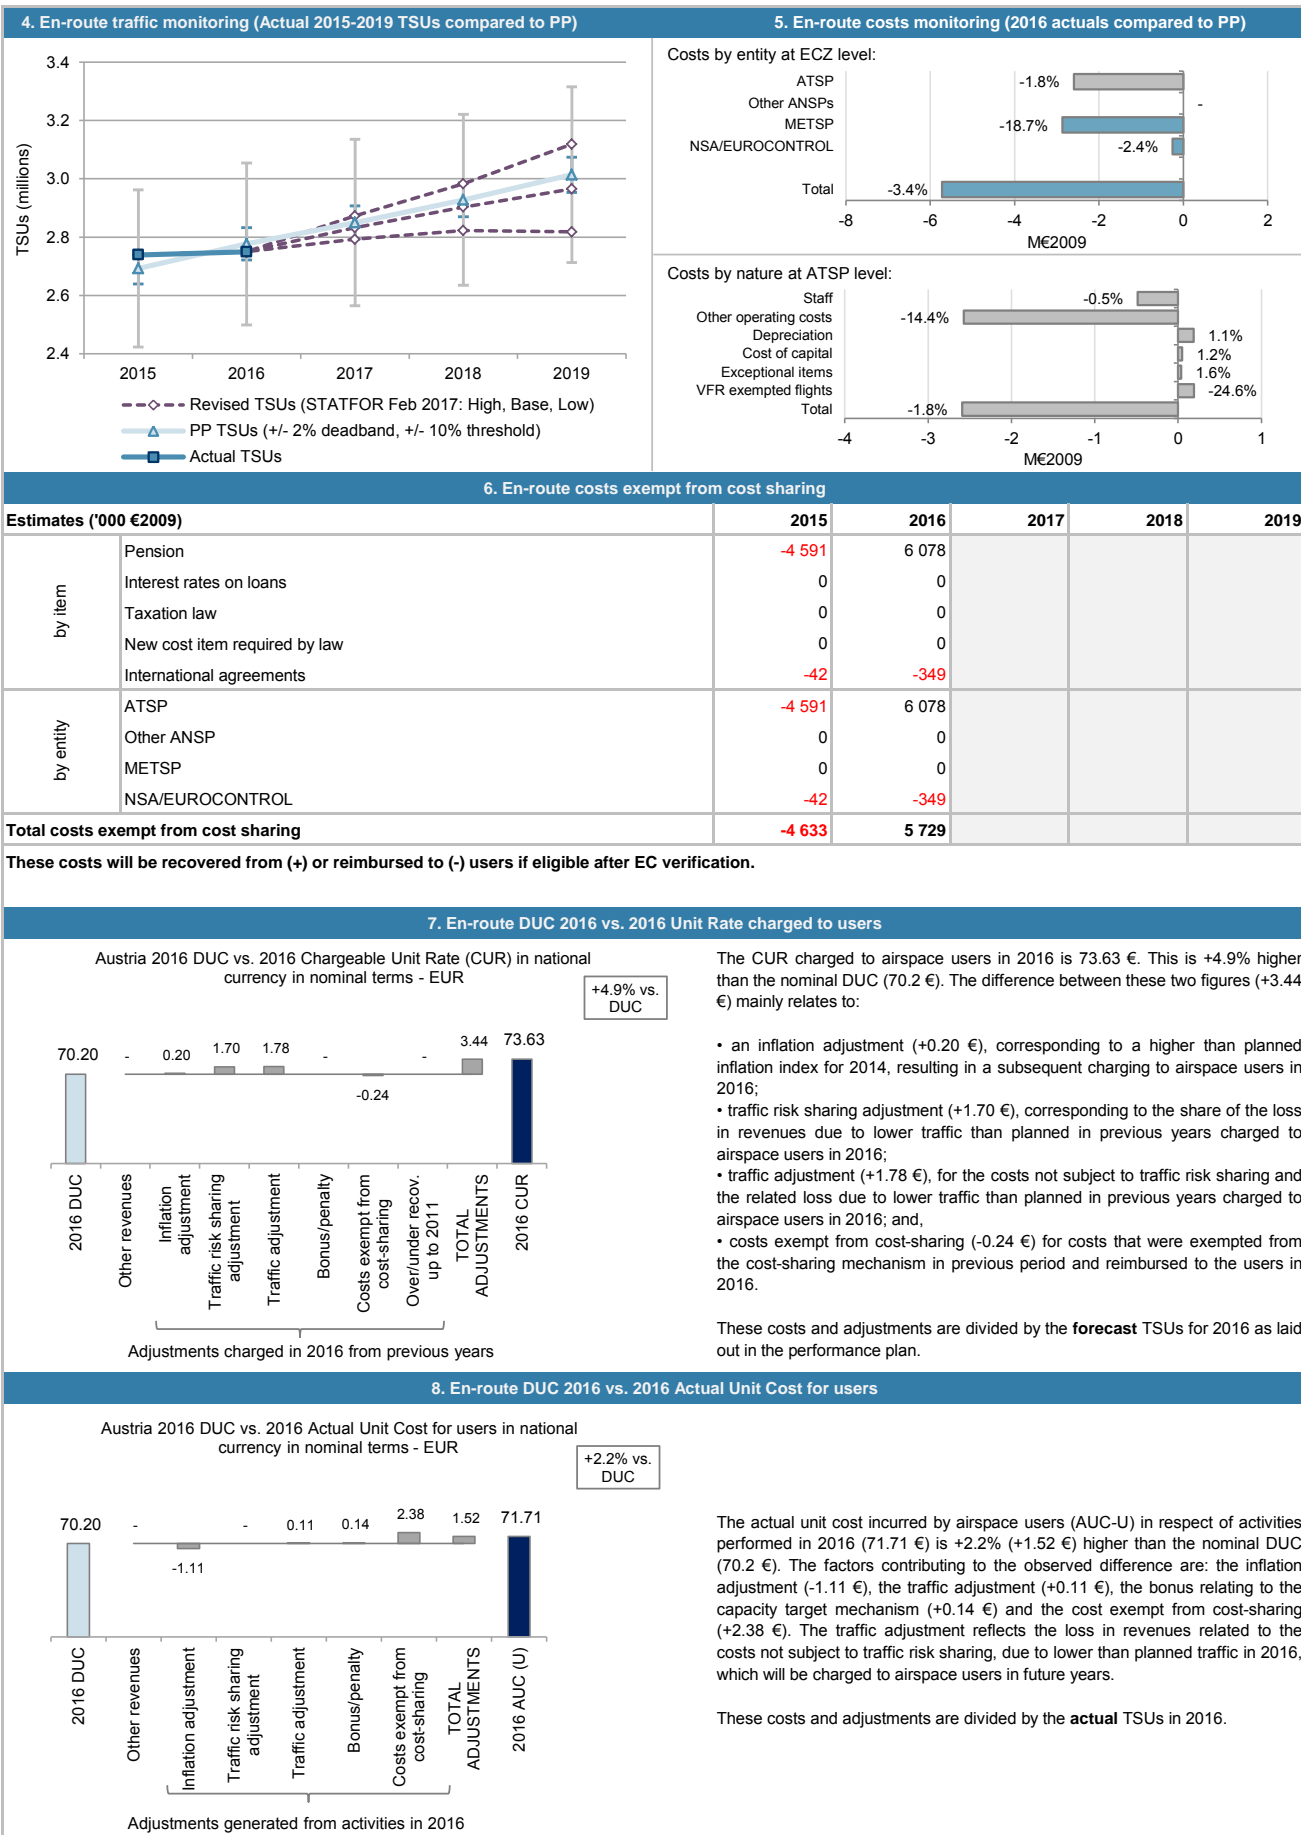 4. En-route traffic monitoring (Actual 2015-2019 TSUs compared to PP)
3.4
3.2
3.0
2.8
2.6
2.4
TSUs (millions)
2015 2016 2017 2018 2019
Revised TSUs (STATFOR Feb 2017: High, Base, Low)
PP TSUs (+/- 2% deadband, +/- 10% threshold)
Actual TSUs
5. En-route costs monitoring (2016 actuals compared to PP)
Costs by entity at ECZ level:
ATSP -1.8%
Other ANSPs -
METSP -18.7%
NSA/EUROCONTROL -2.4%
Total -3.4%
-8 -6 -4 -2 0 2
M€2009
Costs by nature at ATSP level:
Staff -0.5%
Other operating costs -14.4%
Depreciation 1.1%
Cost of capital 1.2%
Exceptional items 1.6%
VFR exempted flights -24.6%
Total -1.8%
-4 -3 -2 -1 0 1
M€2009
6. En-route costs exempt from cost sharing
Estimates ('000 €2009) 2015 2016 2017 2018 2019
by item
Pension -4 591 6 078
Interest rates on loans 0 0
Taxation law 0 0
New cost item required by law 0 0
International agreements -42 -349
by entity
ATSP -4 591 6 078
Other ANSP 0 0
METSP 0 0
NSA/EUROCONTROL -42 -349
Total costs exempt from cost sharing -4 633 5 729
These costs will be recovered from (+) or reimbursed to (-) users if eligible after EC verification.
7. En-route DUC 2016 vs. 2016 Unit Rate charged to users
Austria 2016 DUC vs. 2016 Chargeable Unit Rate (CUR) in national
currency in nominal terms - EUR
+4.9% vs.
DUC
70.20 - 0.20 1.70 1.78 - -0.24 - 3.44 73.63
2016 DUC
Other revenues
Inflation
adjustment
Traffic risk sharing
adjustment
Traffic adjustment
Bonus/penalty
Costs exempt from
cost-sharing
Over/under recov.
up to 2011
TOTAL
ADJUSTMENTS
2016 CUR
Adjustments charged in 2016 from previous years
The CUR charged to airspace users in 2016 is 73.63 €. This is +4.9% higher
than the nominal DUC (70.2 €). The difference between these two figures (+3.44
€) mainly relates to:
• an inflation adjustment (+0.20 €), corresponding to a higher than planned
inflation index for 2014, resulting in a subsequent charging to airspace users in
2016;
• traffic risk sharing adjustment (+1.70 €), corresponding to the share of the loss
in revenues due to lower traffic than planned in previous years charged to
airspace users in 2016;
• traffic adjustment (+1.78 €), for the costs not subject to traffic risk sharing and
the related loss due to lower traffic than planned in previous years charged to
airspace users in 2016; and,
• costs exempt from cost-sharing (-0.24 €) for costs that were exempted from
the cost-sharing mechanism in previous period and reimbursed to the users in
2016.
These costs and adjustments are divided by the forecast TSUs for 2016 as laid
out in the performance plan.
8. En-route DUC 2016 vs. 2016 Actual Unit Cost for users
Austria 2016 DUC vs. 2016 Actual Unit Cost for users in national
currency in nominal terms - EUR
+2.2% vs.
DUC
70.20 - -1.11 - 0.11 0.14 2.38 1.52 71.71
2016 DUC
Other revenues
Inflation adjustment
Traffic risk sharing
adjustment
Traffic adjustment
Bonus/penalty
Costs exempt from
cost-sharing
TOTAL
ADJUSTMENTS
2016 AUC (U)
Adjustments generated from activities in 2016
The actual unit cost incurred by airspace users (AUC-U) in respect of activities
performed in 2016 (71.71 €) is +2.2% (+1.52 €) higher than the nominal DUC
(70.2 €). The factors contributing to the observed difference are: the inflation
adjustment (-1.11 €), the traffic adjustment (+0.11 €), the bonus relating to the
capacity target mechanism (+0.14 €) and the cost exempt from cost-sharing
(+2.38 €). The traffic adjustment reflects the loss in revenues related to the
costs not subject to traffic risk sharing, due to lower than planned traffic in 2016,
which will be charged to airspace users in future years.
These costs and adjustments are divided by the actual TSUs in 2016.